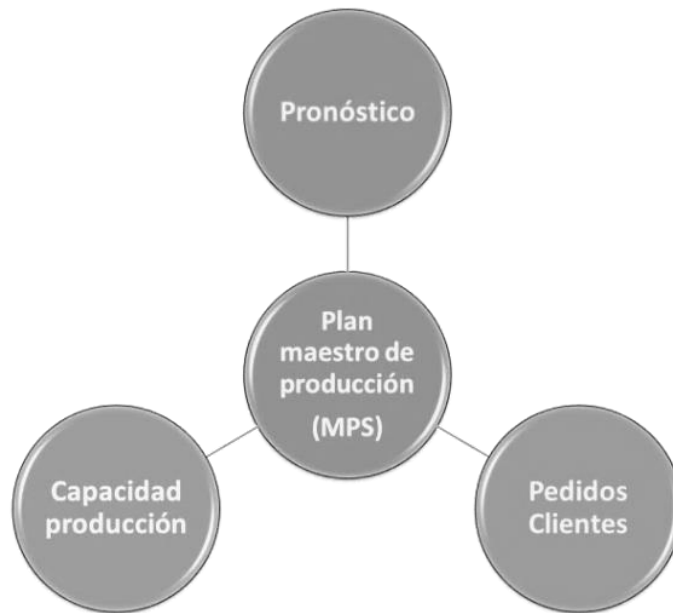 Pronóstico
Plan
maestro de
producción
(MPS)
Capacidad
producción
Pedidos
Clientes